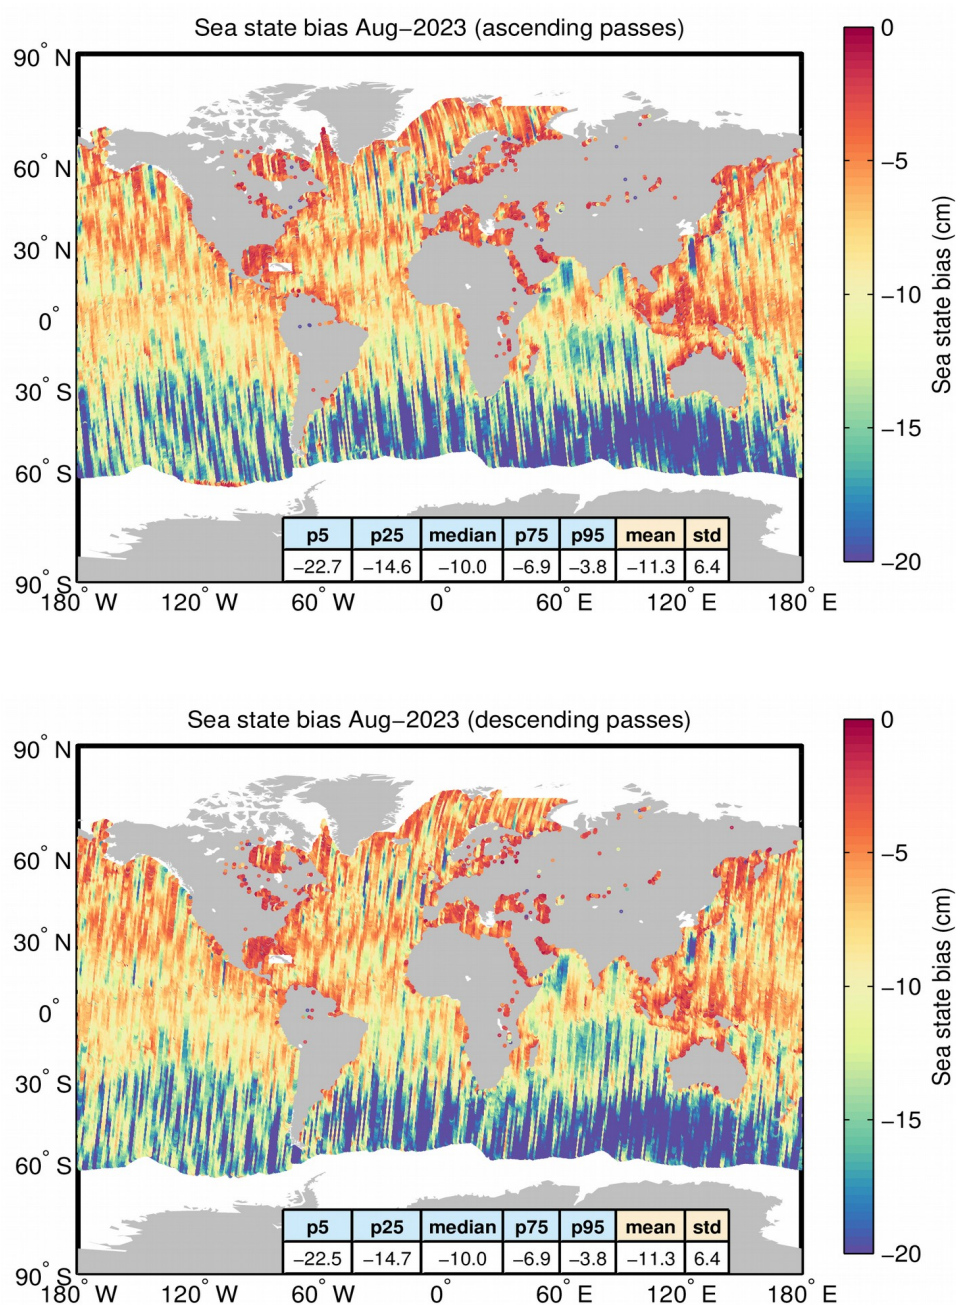 Sea state bias Aug−2023 (ascending passes)
90° N
60° N
30° N
0°
30° S
60° S
90° S
180° W
120° W
60° W
0°
60° E
120° E
180° E
p5 p25 median p75 p95 mean std
−22.7 −14.6 −10.0 −6.9 −3.8 −11.3 6.4
0
−5
−10
−15
−20
Sea state bias (cm)
Sea state bias Aug−2023 (descending passes)
90° N
60° N
30° N
0°
30° S
60° S
90° S
180° W
120° W
60° W
0°
60° E
120° E
180° E
p5 p25 median p75 p95 mean std
−22.5 −14.7 −10.0 −6.9 −3.8 −11.3 6.4
0
−5
−10
−15
−20
Sea state bias (cm)